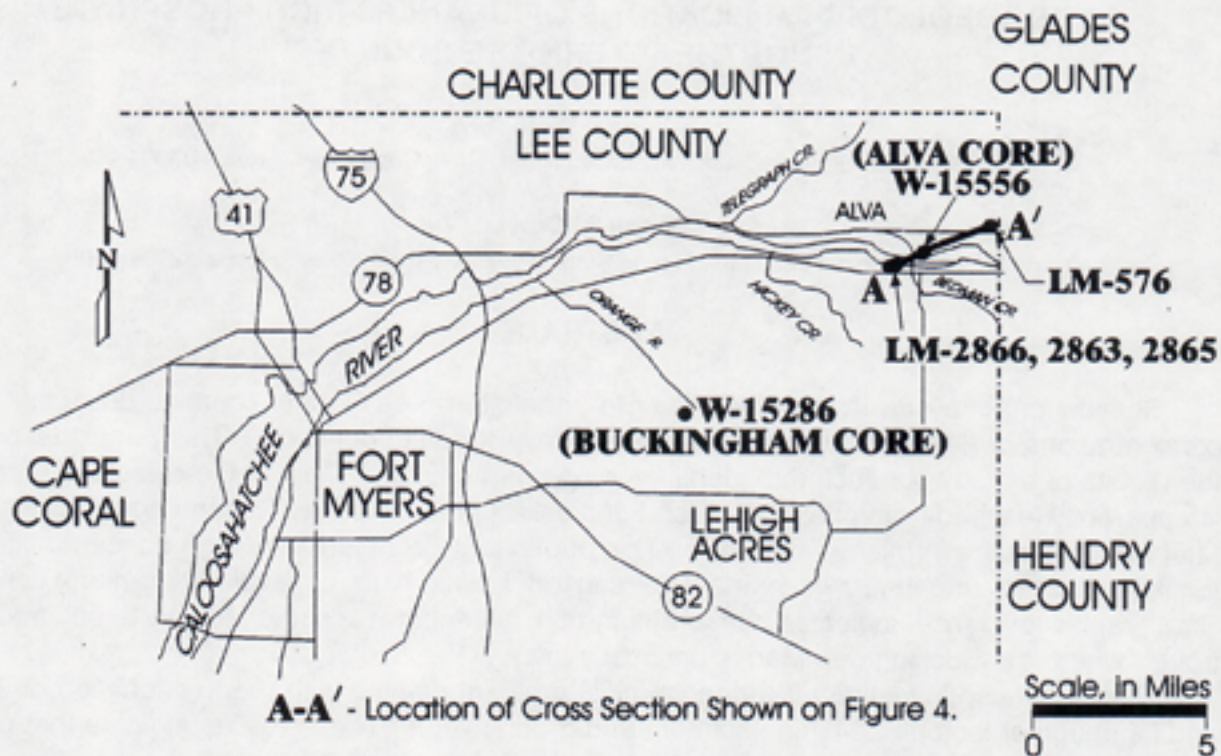 GLADES
COUNTY
CHARLOTTE COUNTY
LEE COUNTY
(ALVA CORE)
W-15556
75
TELEGRAPH CR.
41
ALVA
A'
N
78
LM-576
A
BEDMAN CR.
HICKEY CR.
ORANGE R.
RIVER
LM-2866, 2863, 2865
W-15286
(BUCKINGHAM CORE)
CAPE
CORAL
CALOOSAHATCHEE
FORT
MYERS
LEHIGH
ACRES
HENDRY
COUNTY
82
A-A' - Location of Cross Section Shown on Figure 4.
Scale, in Miles
0 5